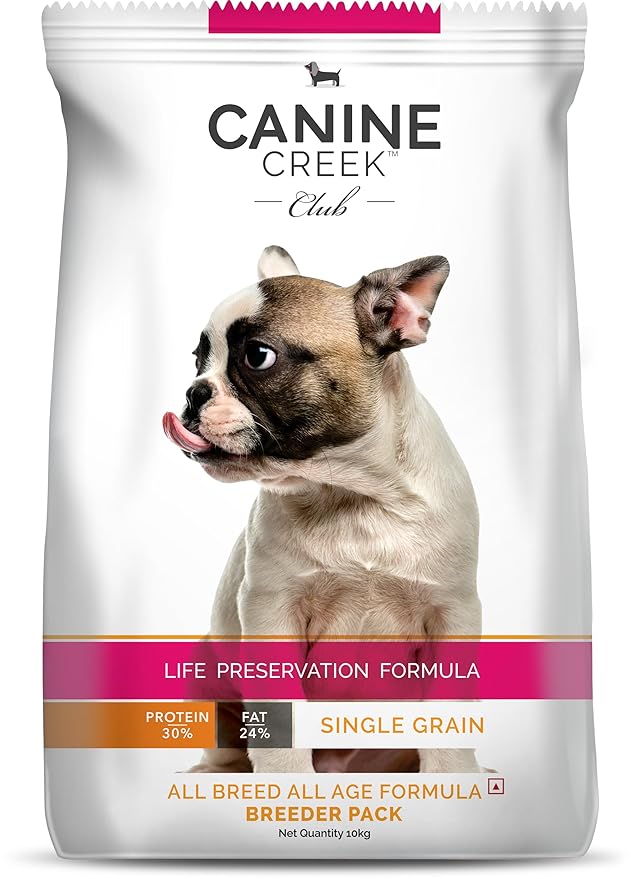 CANINE
CREEK™
Club
LIFE PRESERVATION FORMULA
PROTEIN
30%
FAT
24%
SINGLE GRAIN
ALL BREED ALL AGE FORMULA
BREEDER PACK
Net Quantity 10kg